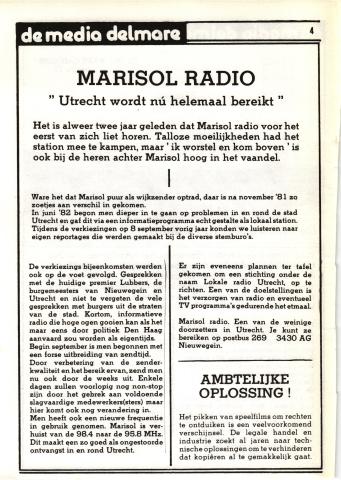 de media delmare
4
MARISOL RADIO
" Utrecht wordt nú helemaal bereikt "
Het is alweer twee jaar geleden dat Marisol radio voor het
eerst van zich liet horen. Talloze moeilijkheden had het
station mee te kampen, maar ' ik worstel en kom boven ' is
ook bij de heren achter Marisol hoog in het vaandel.
Ware het dat Marisol puur als wijkzender optrad, daar is na november '81 zo
zoetjes aan verschil in gekomen.
In juni '82 begon men dieper in te gaan op problemen in en rond de stad
Utrecht en gaf dit via een informatieprogramma echt gestalte als lokaal station.
Tijdens de verkiezingen op 8 september vorig jaar konden we luisteren naar
eigen reportages die werden gemaakt bij de diverse stemburo's.
De verkiezings bijeenkomsten werden
ook op de voet gevolgd. Gesprekken
met de huidige premier Lubbers, de
burgemeesters van Nieuwegein en
Utrecht en niet te vergeten de vele
gesprekken met burgers uit de straten
van de stad. Kortom, informatieve
radio die hoge ogen gooien kan als het
maar eens door politiek Den Haag
aanvaard zou worden als eigentijds.
Begin september is men begonnen met
een forse uitbreiding van zendtijd.
Door verbetering van de zender-
kwaliteit en het bereik ervan, zend men
nu ook door de weeks uit. Enkele
dagen zullen voorlopig nog non-stop
zijn door het gebrek aan voldoende
slagvaardige medewerkers(sters) maar
hier komt ook nog verandering in.
Men heeft ook een nieuwe frequentie
in gebruik genomen. Marisol is ver-
huist van de 96.4 naar de 95.8 MHz.
Dit maakt een zo goed als ongestoorde
ontvangst in en rond Utrecht.
Er zijn eveneens plannen ter tafel
gekomen om een stichting onder de
naam Lokale radio Utrecht, op te
richten. Een van de doelstellingen is
het verzorgen van radio en eventueel
TV programma's gedurende het etmaal.
Marisol radio. Een van de weinige
doorzetters in Utrecht. Je kunt ze
bereiken op postbus 269 3430 AG
Nieuwegein.
AMBTELIJKE
OPLOSSING !
Het pikken van speelfilms om rechten
te ontduiken is een veelvoorkomend
verschijnsel. De legale handel en
industrie zoekt al jaren naar tech-
nische oplossingen om te verhinderen
dat kopiëren al te gemakkelijk gaat.